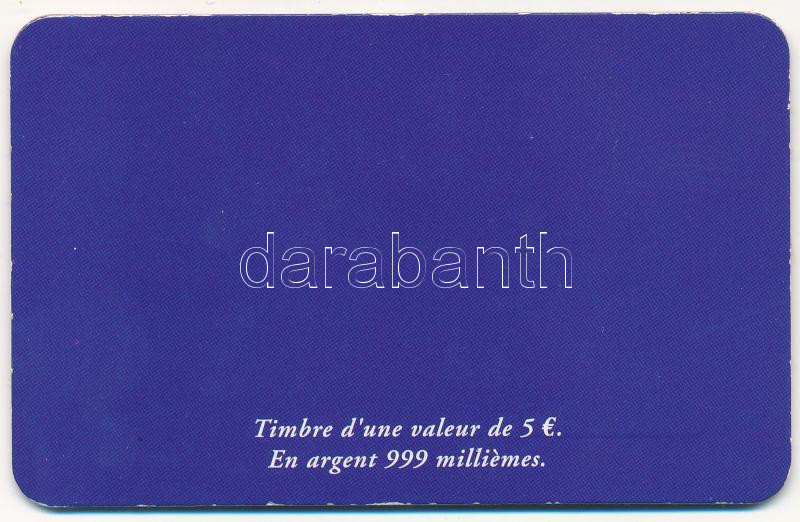 darabanth
Timbre d'une valeur de 5 €.
En argent 999 millièmes.